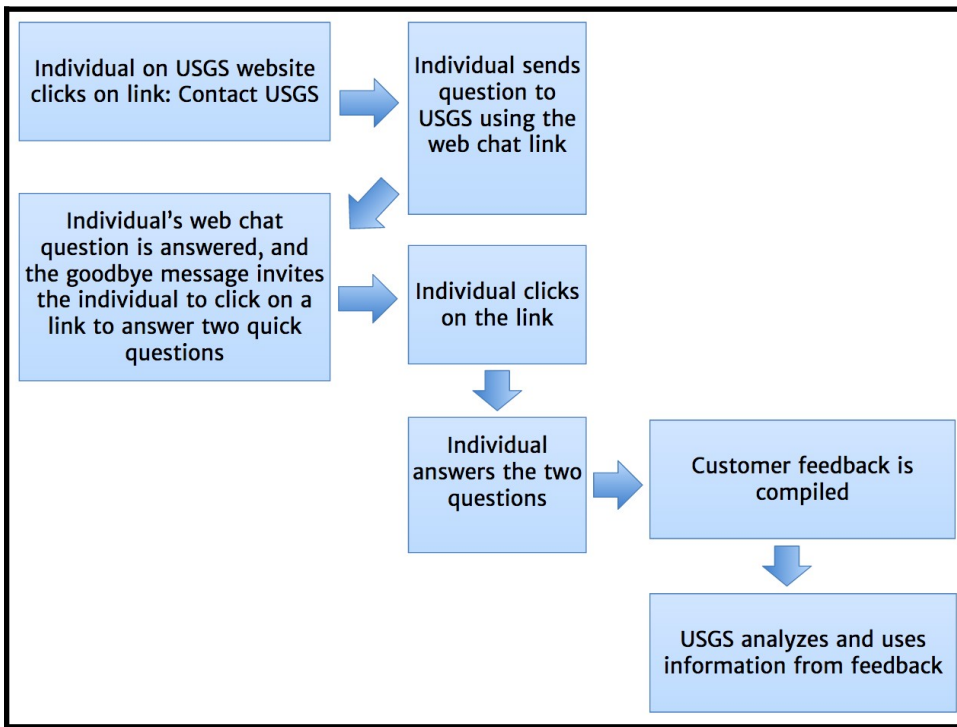 Individual on USGS website
clicks on link: Contact USGS
Individual sends
question to
USGS using the
web chat link
Individual’s web chat
question is answered, and
the goodbye message invites
the individual to click on a
link to answer two quick
questions
Individual clicks
on the link
Individual
answers the two
questions
Customer feedback is
compiled
USGS analyzes and uses
information from feedback